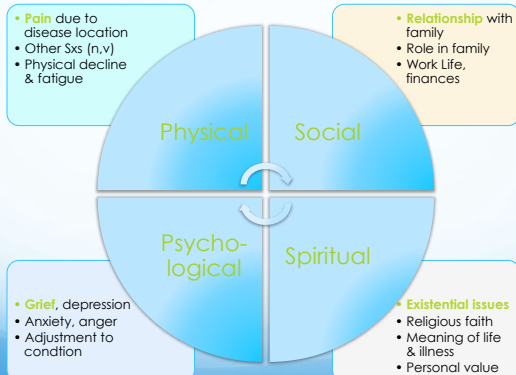 • Pain due to
disease location
• Other Sxs (n,v)
• Physical decline
& fatigue
• Relationship with
family
• Role in family
• Work Life,
finances
Physical
Social
Psycho-
logical
Spiritual
• Grief, depression
• Anxiety, anger
• Adjustment to
condition
• Existential issues
• Religious faith
• Meaning of life
& illness
• Personal value